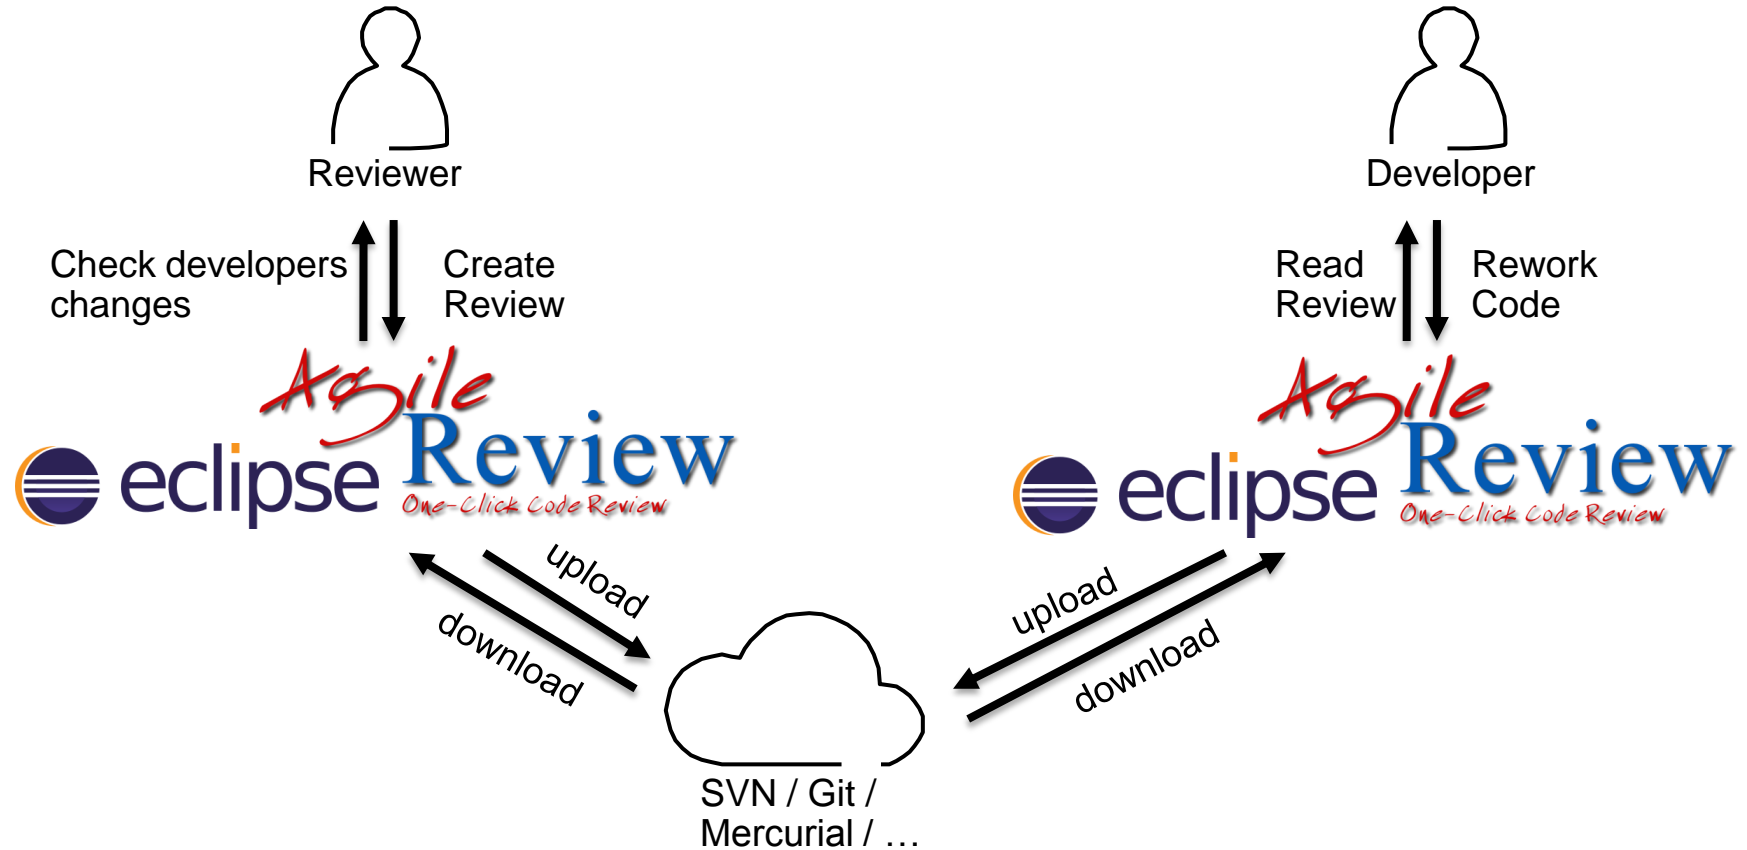 Reviewer
Developer
Check developers
changes
Create
Review
Read
Review
Rework
Code
Agile
Review
eclipse
One-Click Code Review
Agile
Review
eclipse
One-Click Code Review
upload
download
upload
download
SVN / Git /
Mercurial / …